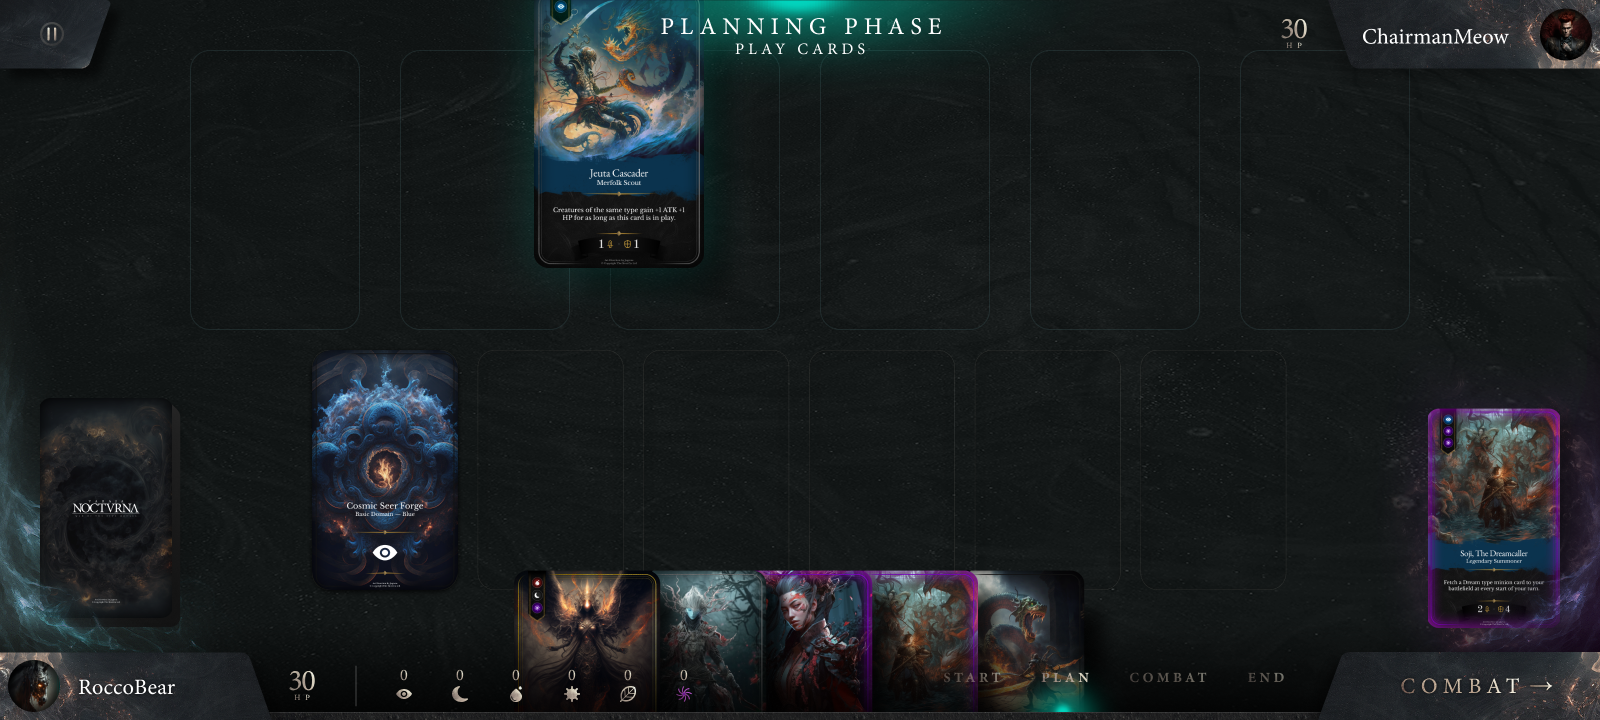 PLANNING PHASE
PLAY CARDS
30
HP
ChairmanMeow
Jeuta Cascader
Merfolk Scout
Creatures of the same type gain +1 ATK +1
HP for as long as this card is in play.
1 1
NOCTVRNA
Cosmic Seer Forge
Basic Domain — Blue
Soji, The Dreamcaller
Legendary Summoner
Fetch a Dream type minion card to your
battlefield at every start of your turn.
2 4
RoccoBear
30
HP
0 0 0 0 0 0
START PLAN COMBAT END
COMBAT →